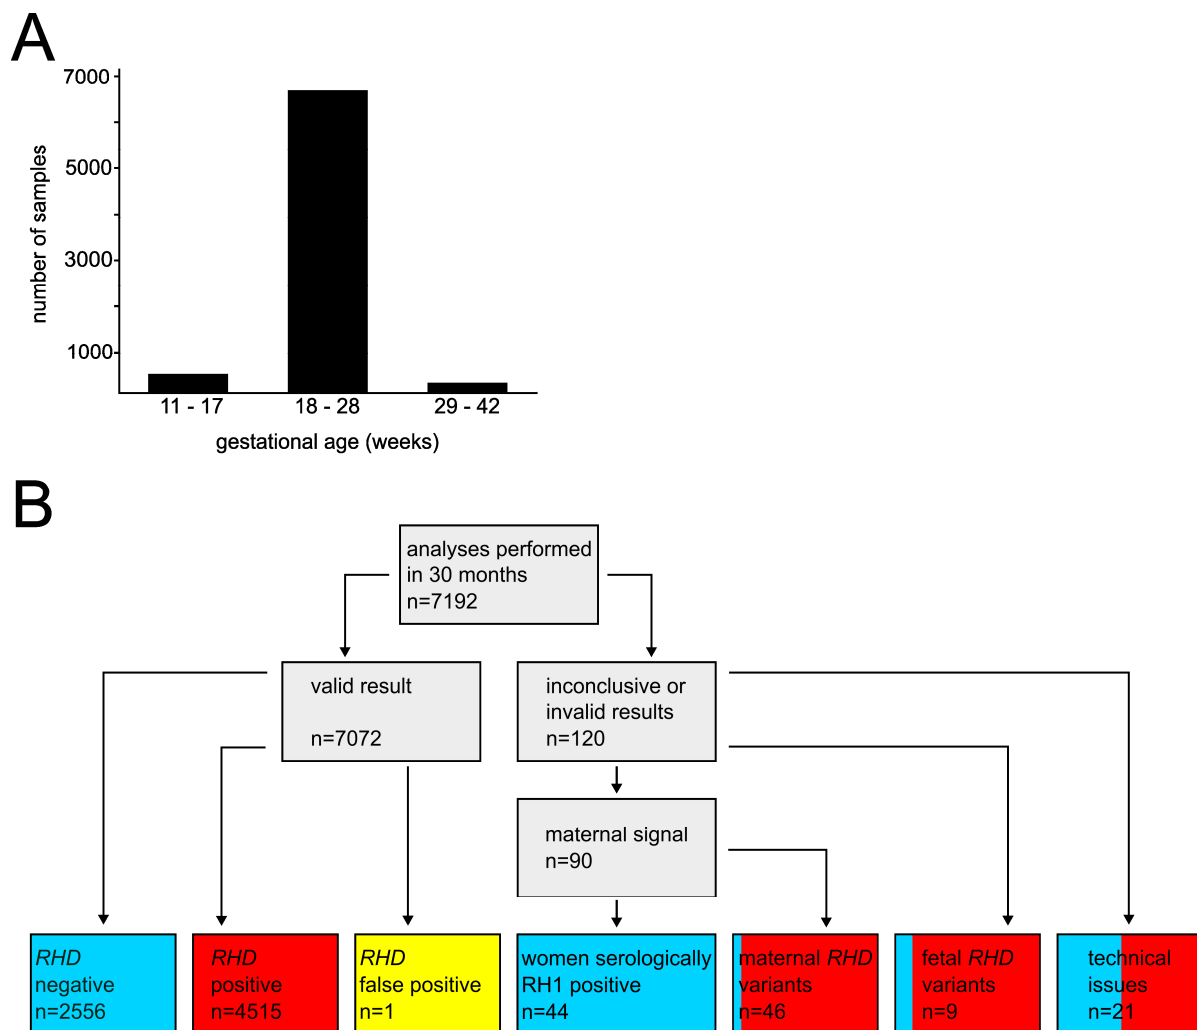 A
7000
5000
3000
1000
number of samples
11 - 17
18 - 28
29 - 42
gestational age (weeks)
B
analyses performed
in 30 months
n=7192
valid result
n=7072
inconclusive or
invalid results
n=120
maternal signal
n=90
RHD
negative
n=2556
RHD
positive
n=4515
RHD
false positive
n=1
women serologically
RH1 positive
n=44
maternal RHD
variants
n=46
fetal RHD
variants
n=9
technical
issues
n=21